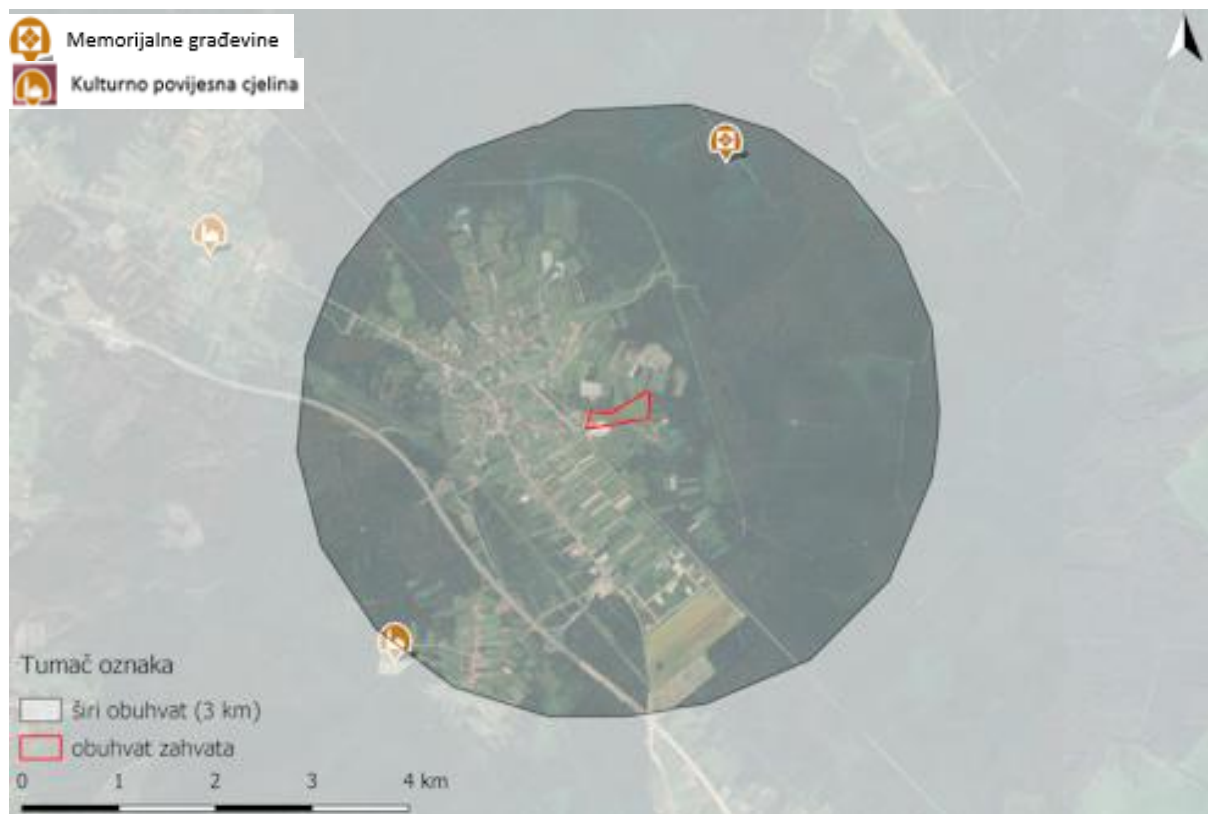 Memorijalne građevine
Kulturno povijesna cjelina
Tumač oznaka
širi obuhvat (3 km)
obuhvat zahvata
0 1 2 3 4 km